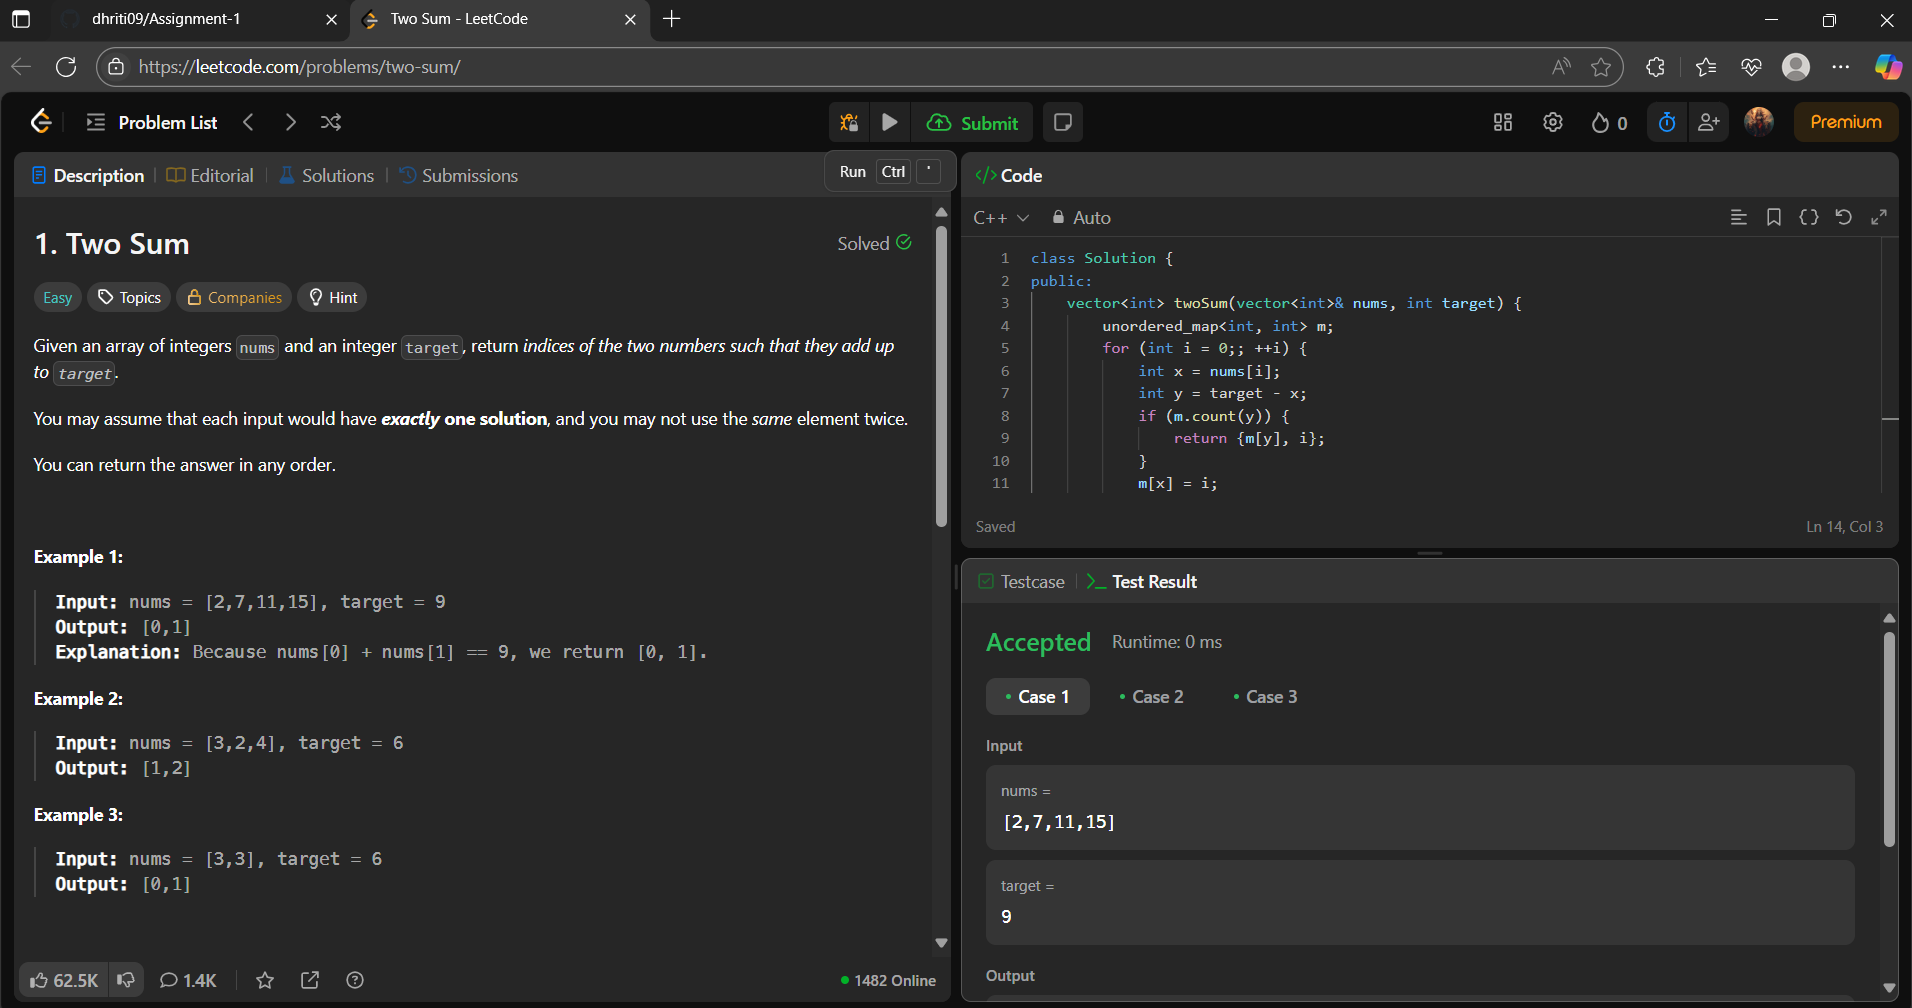 dhriti09/Assignment-1
Two Sum - LeetCode
https://leetcode.com/problems/two-sum/
Problem List
Submit
0
Premium
Description
Editorial
Solutions
Submissions
Run Ctrl '
1. Two Sum
Solved
Easy
Topics
Companies
Hint
Given an array of integers nums and an integer target, return indices of the two numbers such that they add up
to target.
You may assume that each input would have exactly one solution, and you may not use the same element twice.
You can return the answer in any order.
Example 1:
Input: nums = [2,7,11,15], target = 9
Output: [0,1]
Explanation: Because nums[0] + nums[1] == 9, we return [0, 1].
Example 2:
Input: nums = [3,2,4], target = 6
Output: [1,2]
Example 3:
Input: nums = [3,3], target = 6
Output: [0,1]
62.5K
1.4K
1482 Online
</> Code
C++
Auto
1 class Solution {
2 public:
3 vector<int> twoSum(vector<int>& nums, int target) {
4 unordered_map<int, int> m;
5 for (int i = 0;; ++i) {
6 int x = nums[i];
7 int y = target - x;
8 if (m.count(y)) {
9 return {m[y], i};
10 }
11 m[x] = i;
Saved
Ln 14, Col 3
Testcase
>_ Test Result
Accepted
Runtime: 0 ms
• Case 1
• Case 2
• Case 3
Input
nums =
[2,7,11,15]
target =
9
Output